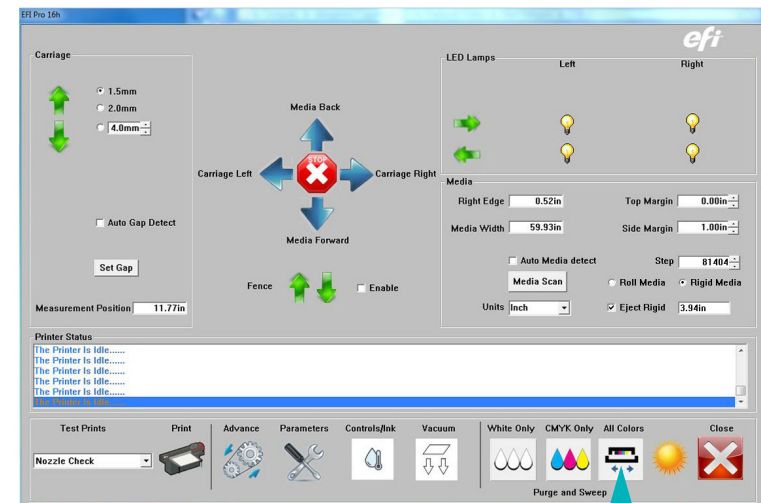 EFI Pro 16h
efi
Carriage
1.5mm
2.0mm
4.0mm
Auto Gap Detect
Set Gap
Measurement Position 11.77in
Media Back
Carriage Left STOP Carriage Right
Media Forward
Fence Enable
LED Lamps
Left Right
Media
Right Edge 0.52in Top Margin 0.00in
Media Width 59.93in Side Margin 1.00in
Auto Media detect Step 81404
Media Scan Roll Media Rigid Media
Units Inch Eject Rigid 3.94in
Printer Status
The Printer Is Idle......
The Printer Is Idle......
The Printer Is Idle......
The Printer Is Idle......
The Printer Is Idle......
The Printer Is Idle......
Test Prints Print Advance Parameters Controls/Ink Vacuum White Only CMYK Only All Colors Close
Nozzle Check
Purge and Sweep